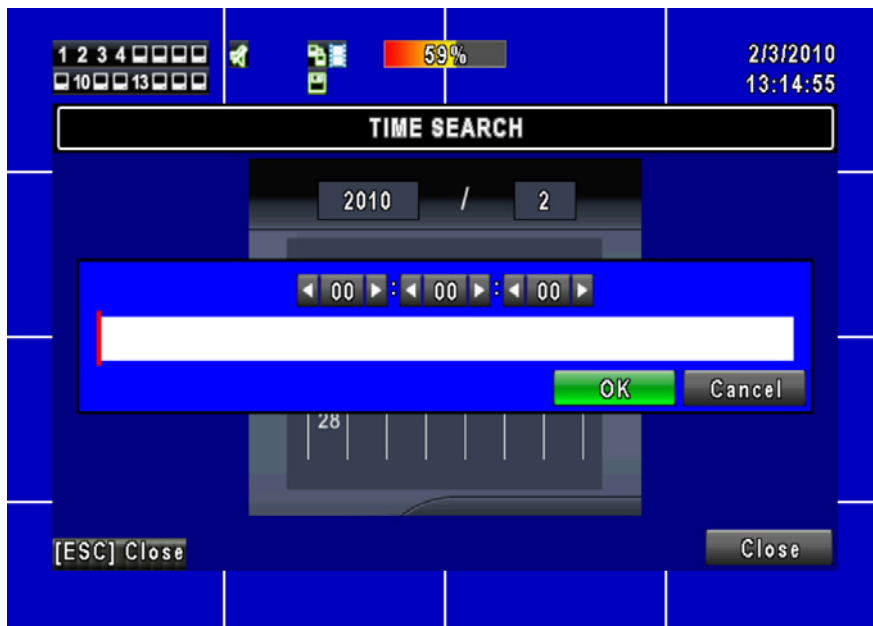 1 2 3 4 59% 2/3/2010
10 13 13:14:55
TIME SEARCH
2010 / 2
00 : 00 : 00
OK Cancel
28
[ESC] Close Close